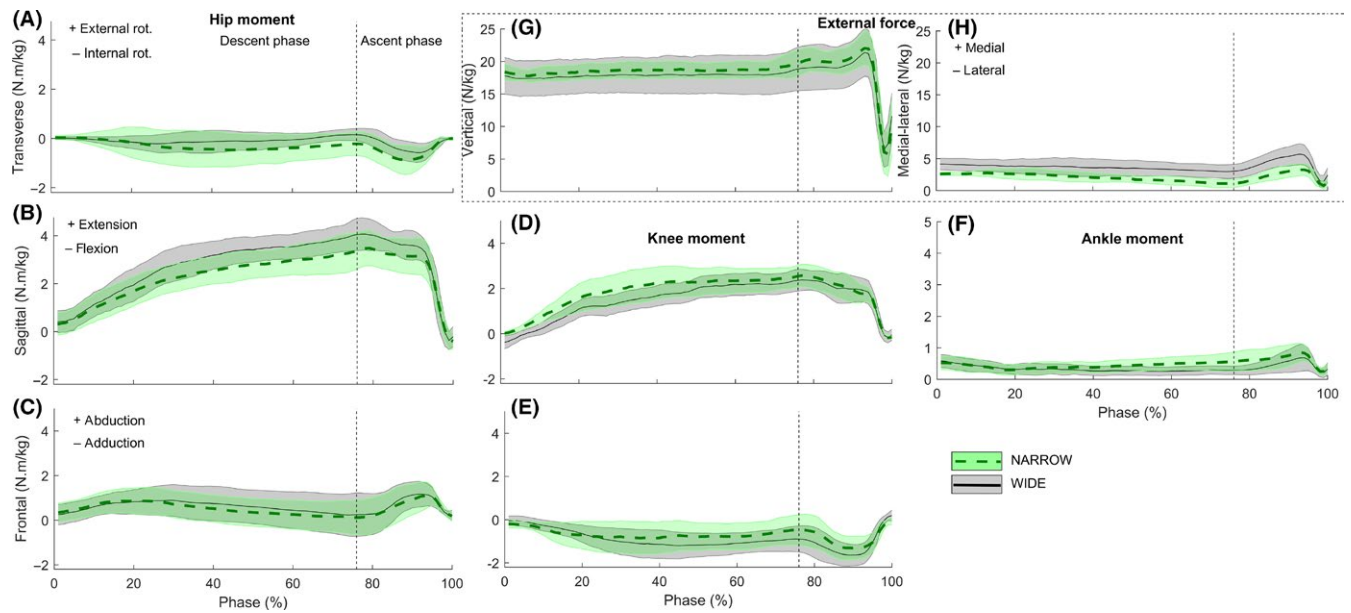 (A)
Hip moment
+ External rot.
– Internal rot.
Descent phase
Ascent phase
Transverse (N.m/kg)
4
2
0
−2
(G)
External force
Vertical (N/kg)
25
20
15
10
5
0
(H)
+ Medial
– Lateral
Medial-lateral (N/kg)
25
20
15
10
5
0
(B)
+ Extension
– Flexion
Sagittal (N.m/kg)
4
2
0
−2
(D)
Knee moment
4
2
0
−2
(F)
Ankle moment
5
4
3
2
1
0
0 20 40 60 80 100
Phase (%)
(C)
+ Abduction
– Adduction
Frontal (N.m/kg)
4
2
0
−2
0 20 40 60 80 100
Phase (%)
(E)
4
2
0
−2
0 20 40 60 80 100
Phase (%)
NARROW
WIDE